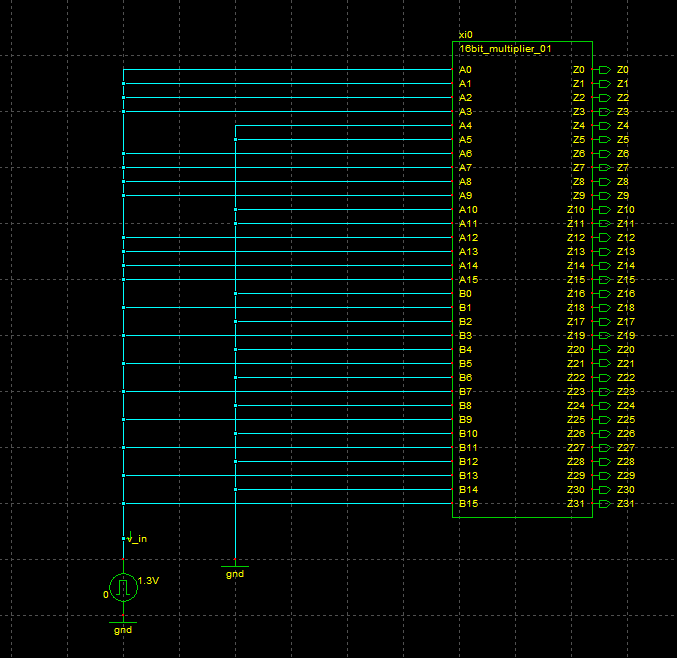 xi0
16bit_multiplier_01
A0 Z0 Z0
A1 Z1 Z1
A2 Z2 Z2
A3 Z3 Z3
A4 Z4 Z4
A5 Z5 Z5
A6 Z6 Z6
A7 Z7 Z7
A8 Z8 Z8
A9 Z9 Z9
A10 Z10 Z10
A11 Z11 Z11
A12 Z12 Z12
A13 Z13 Z13
A14 Z14 Z14
A15 Z15 Z15
B0 Z16 Z16
B1 Z18 Z18
B2 Z17 Z17
B3 Z19 Z19
B4 Z20 Z20
B5 Z21 Z21
B6 Z22 Z22
B7 Z23 Z23
B8 Z24 Z24
B9 Z25 Z25
B10 Z26 Z26
B11 Z27 Z27
B12 Z28 Z28
B13 Z29 Z29
B14 Z30 Z30
B15 Z31 Z31
v_in
gnd
1.3V
0
gnd